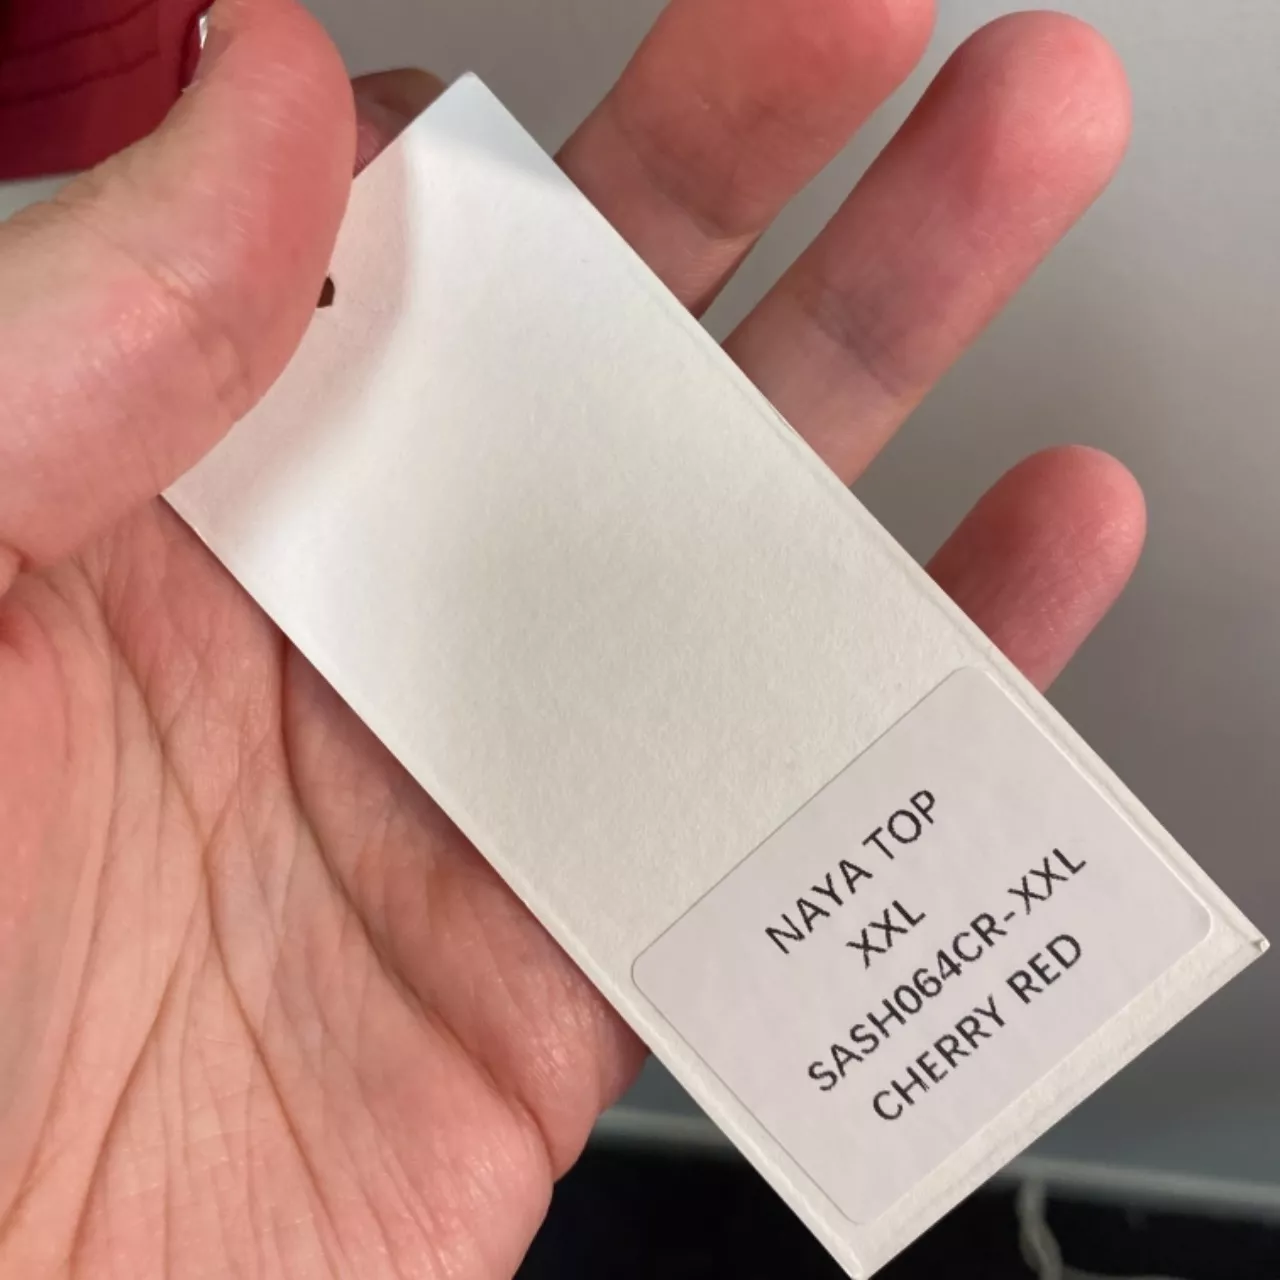 NAYA TOP
XXL
SASH064CR-XXL
CHERRY RED